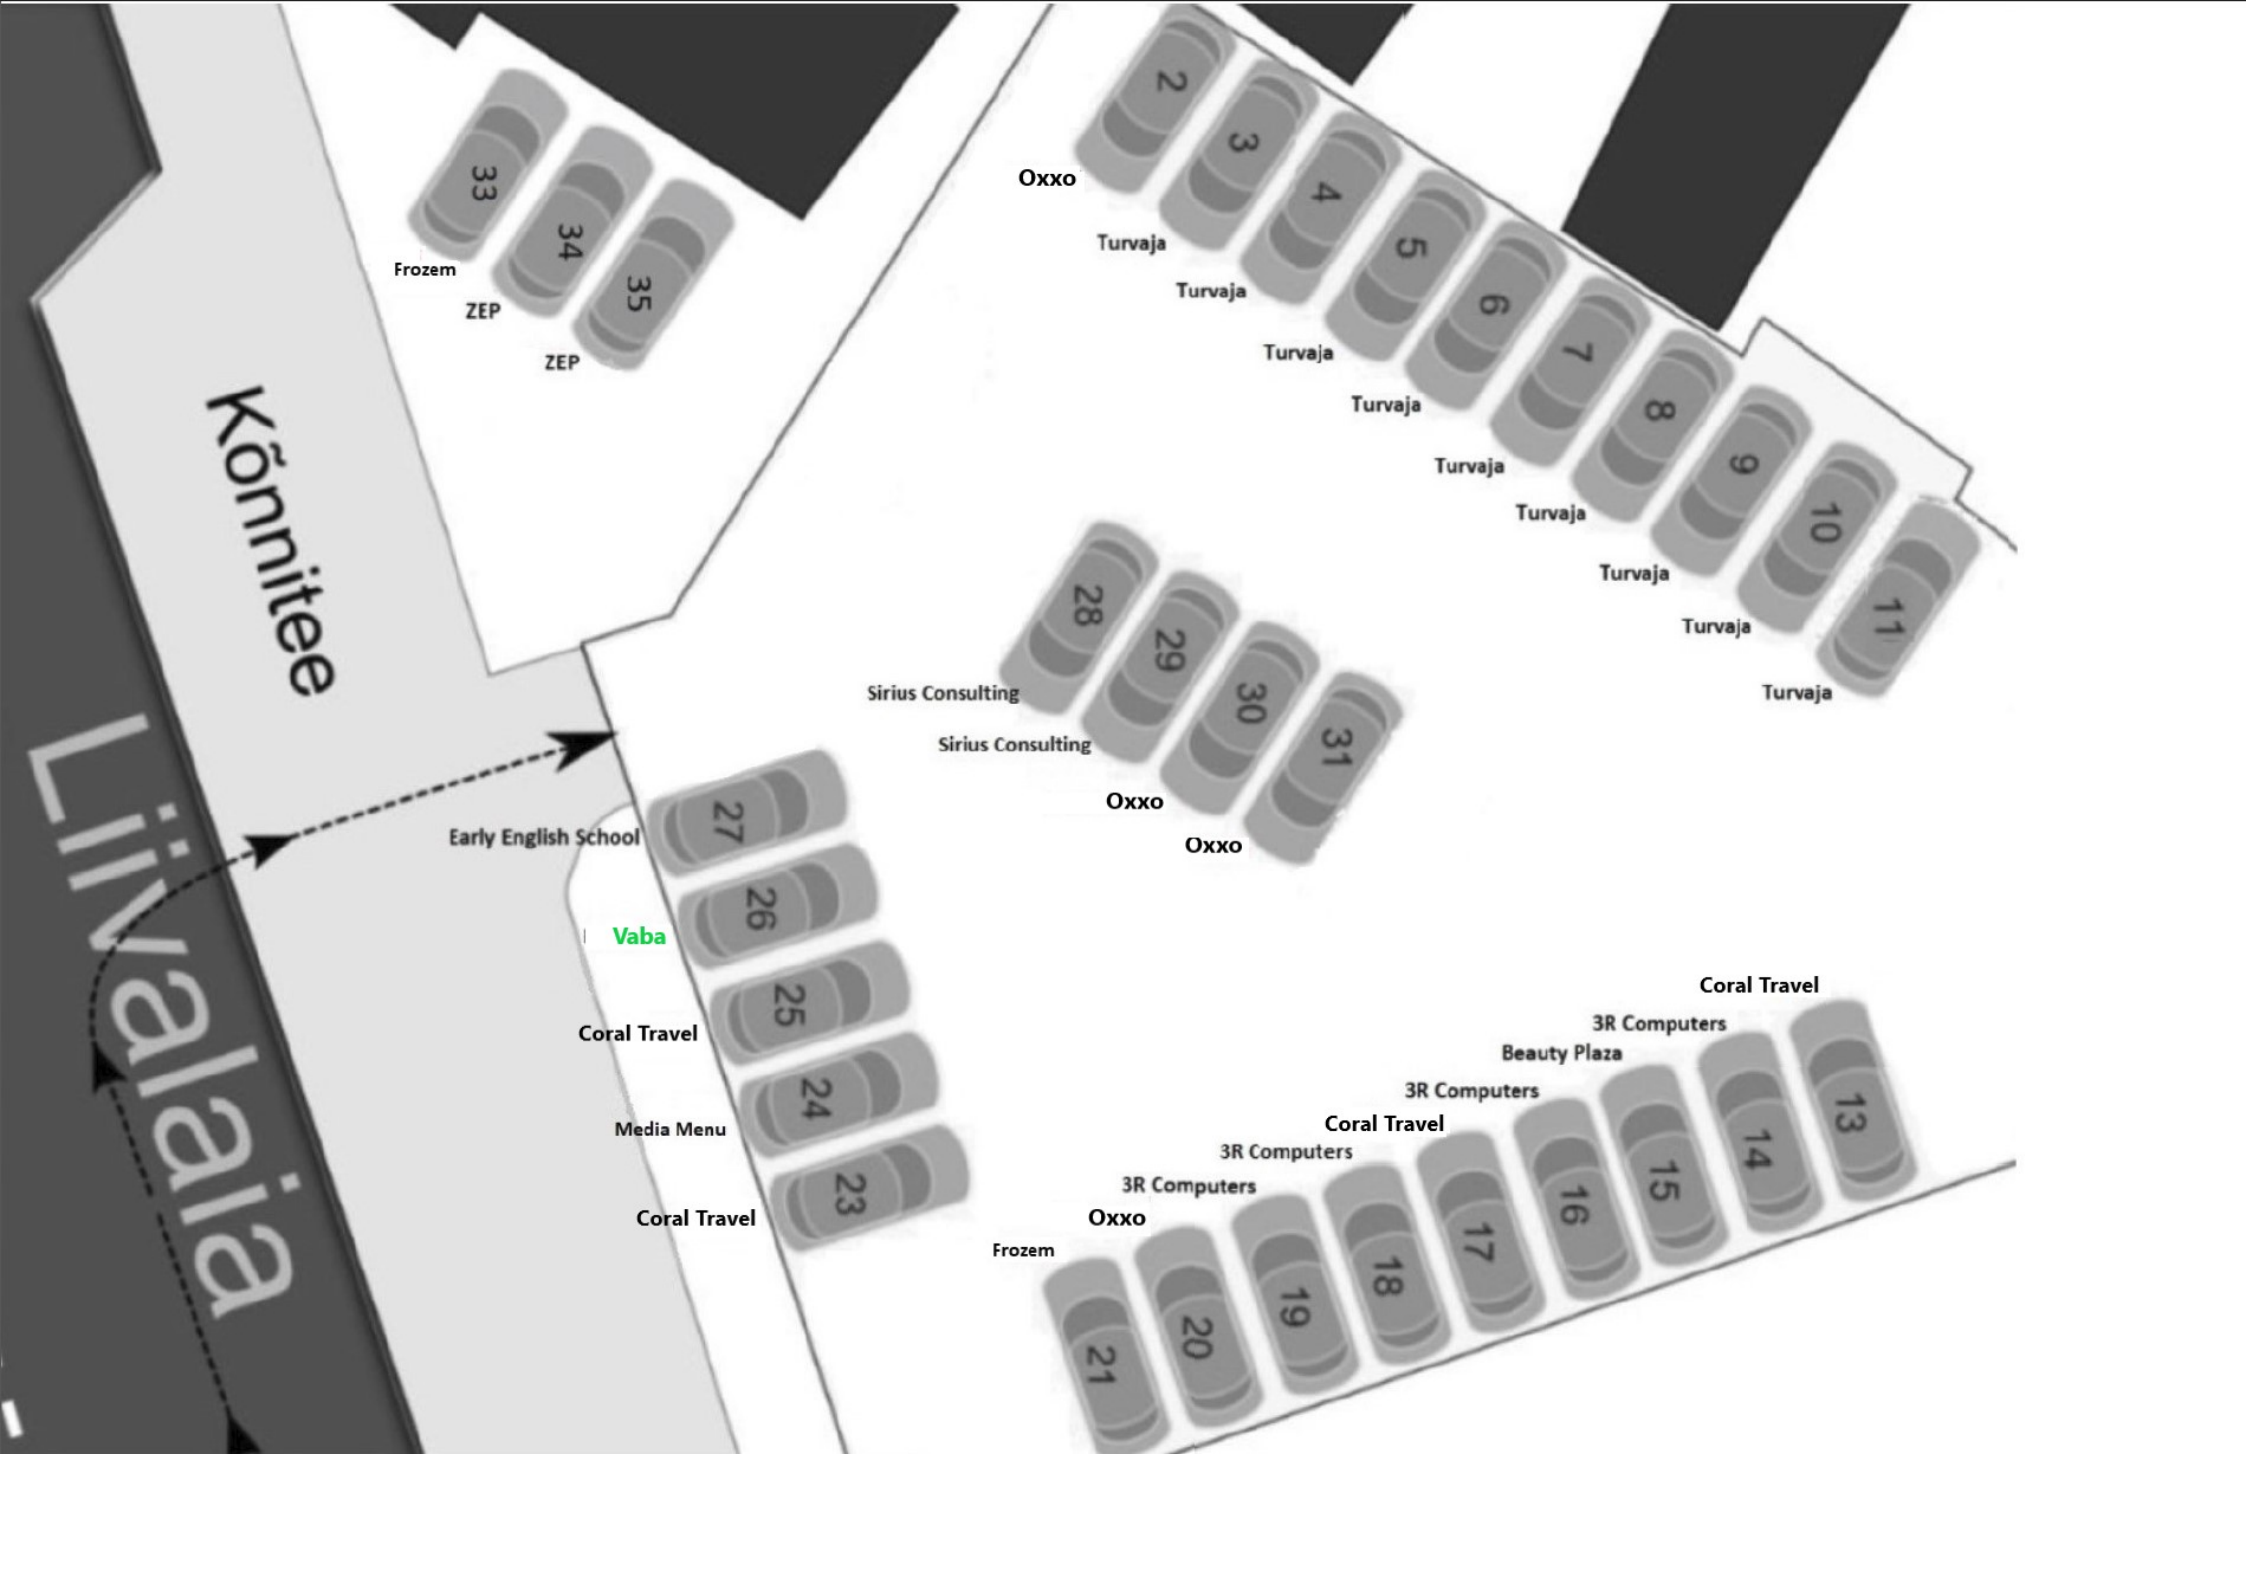 33
Frozem
34
ZEP
35
ZEP
2
Oxxo
3
Turvaja
4
Turvaja
5
Turvaja
6
Turvaja
7
Turvaja
8
Turvaja
9
Turvaja
10
Turvaja
11
Turvaja
Kõnnitee
Liivalaia
28
Sirius Consulting
29
Sirius Consulting
30
Oxxo
31
Oxxo
27
Early English School
26
Vaba
25
Coral Travel
24
Media Menu
23
Coral Travel
Coral Travel
13
3R Computers
14
Beauty Plaza
15
3R Computers
16
Coral Travel
17
3R Computers
18
3R Computers
19
Oxxo
20
Frozem
21